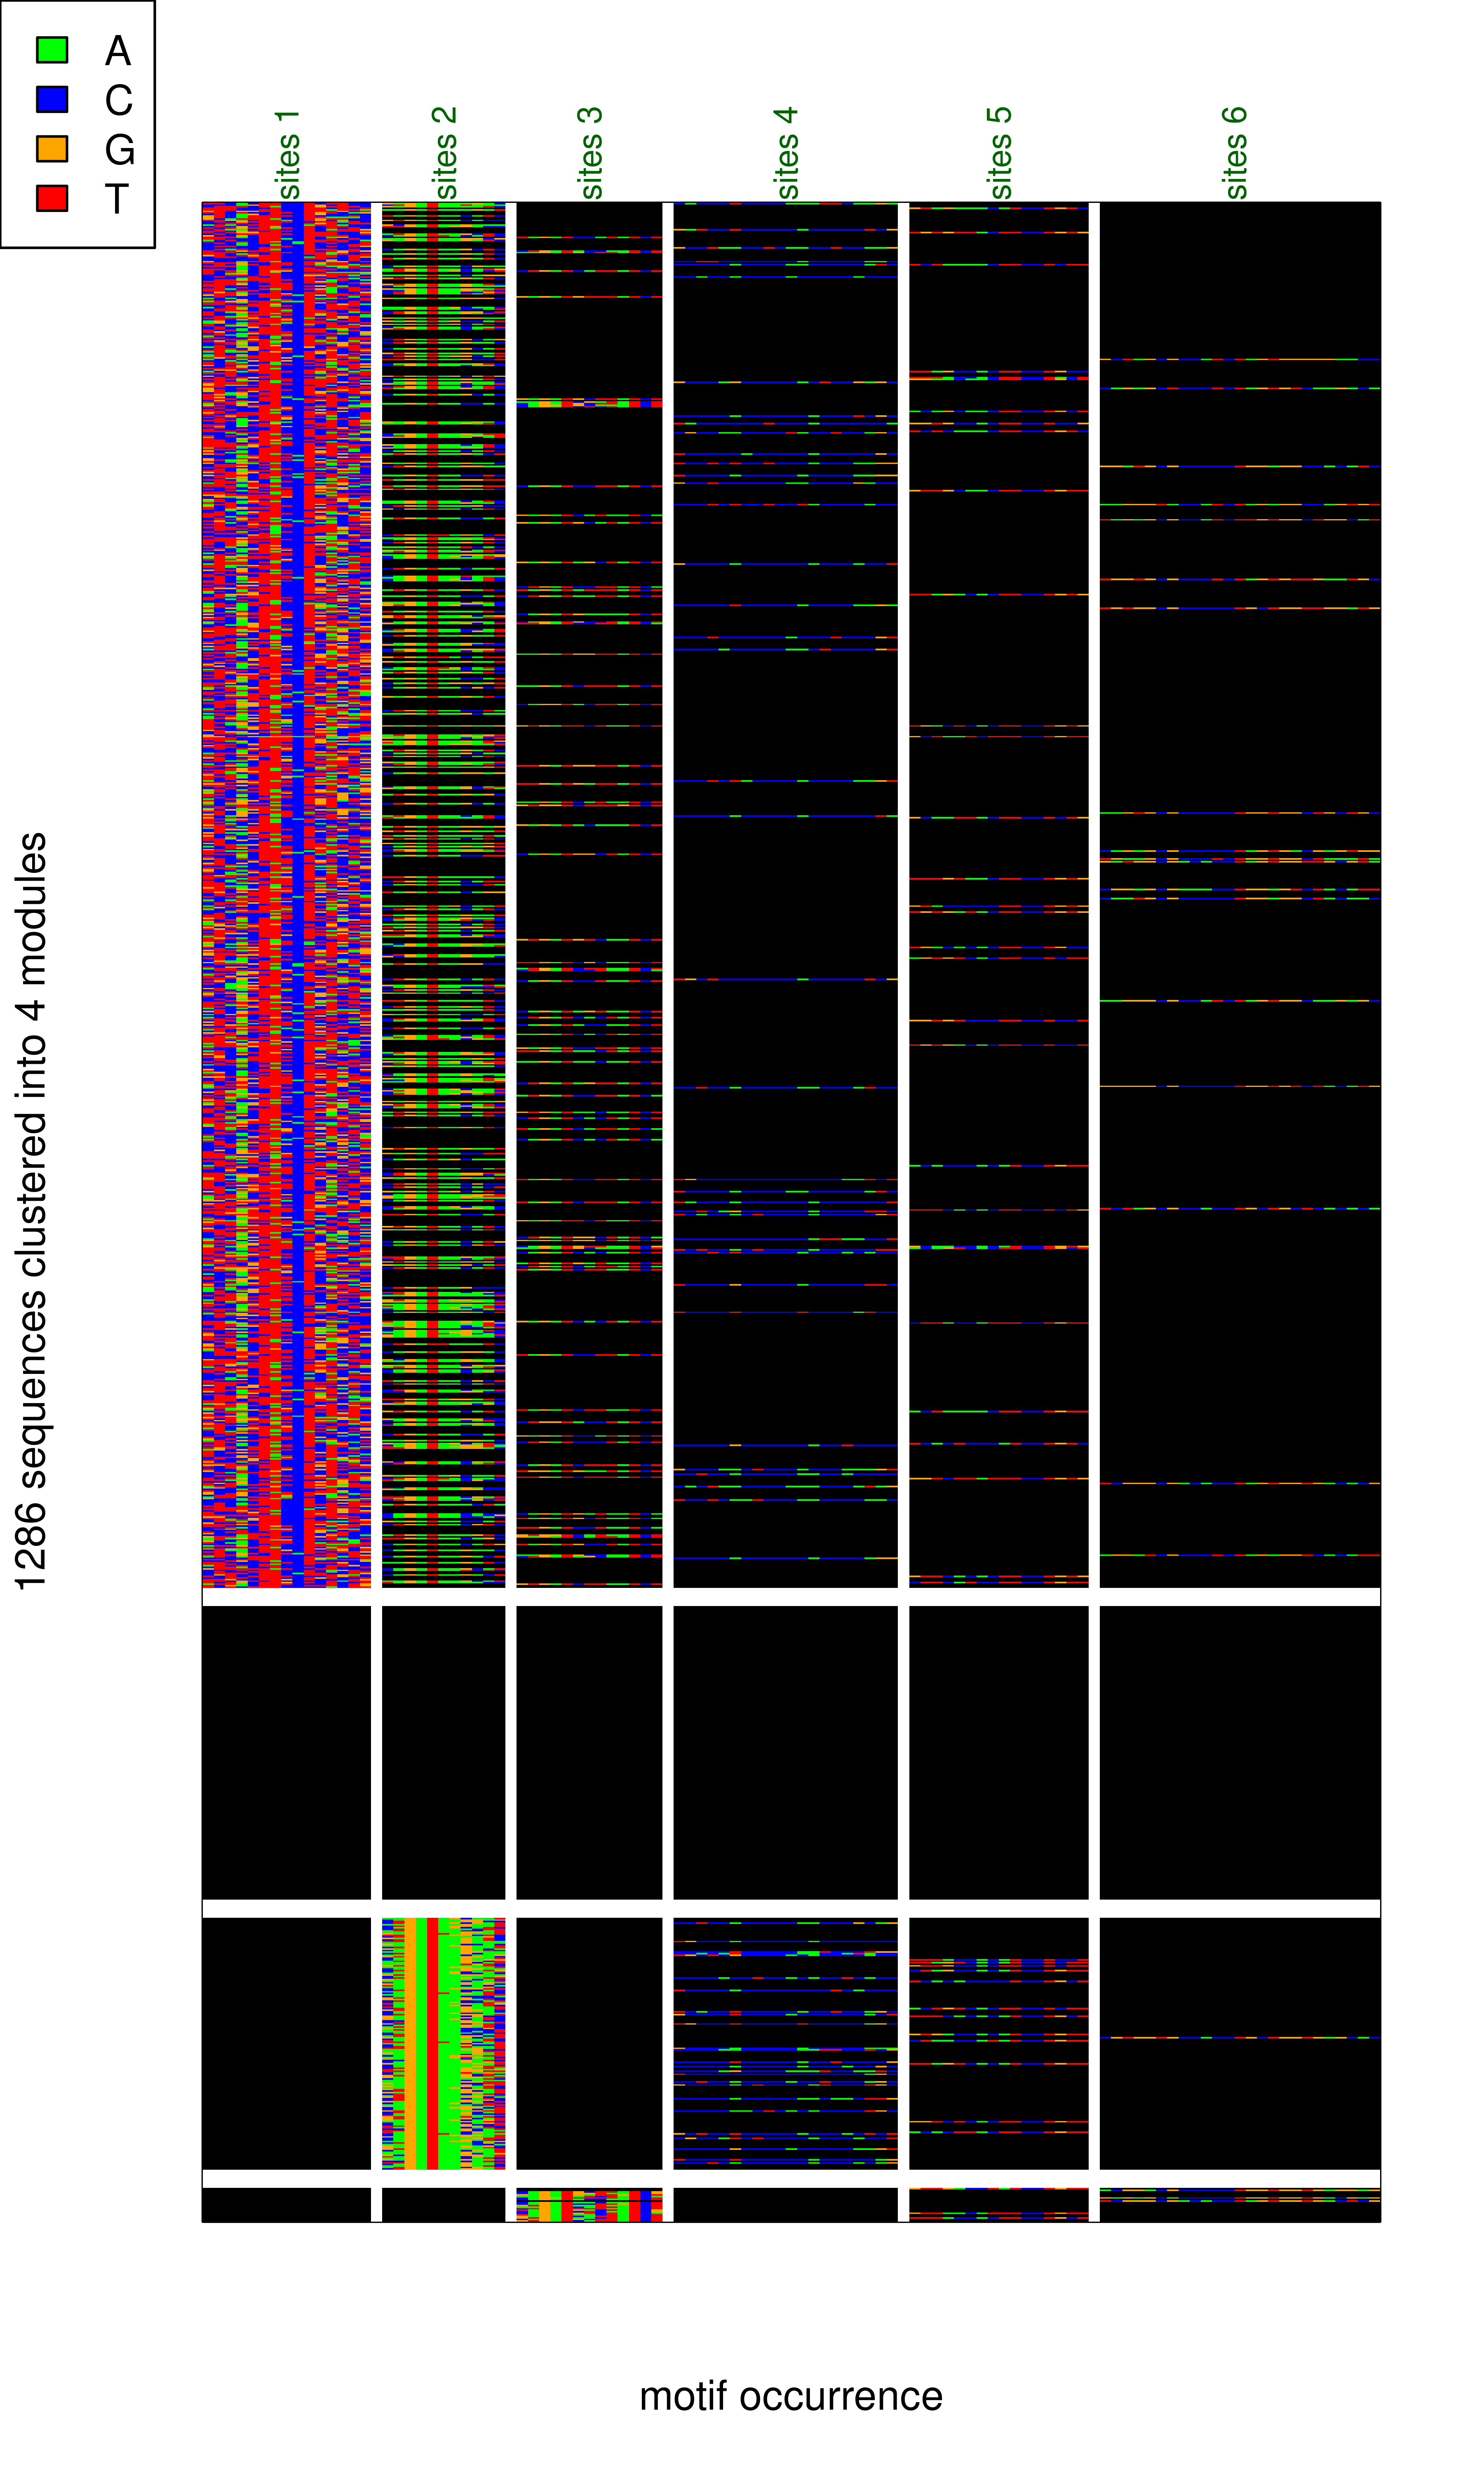 A
C
G
T
sites 1
sites 2
sites 3
sites 4
sites 5
sites 6
1286 sequences clustered into 4 modules
motif occurrence